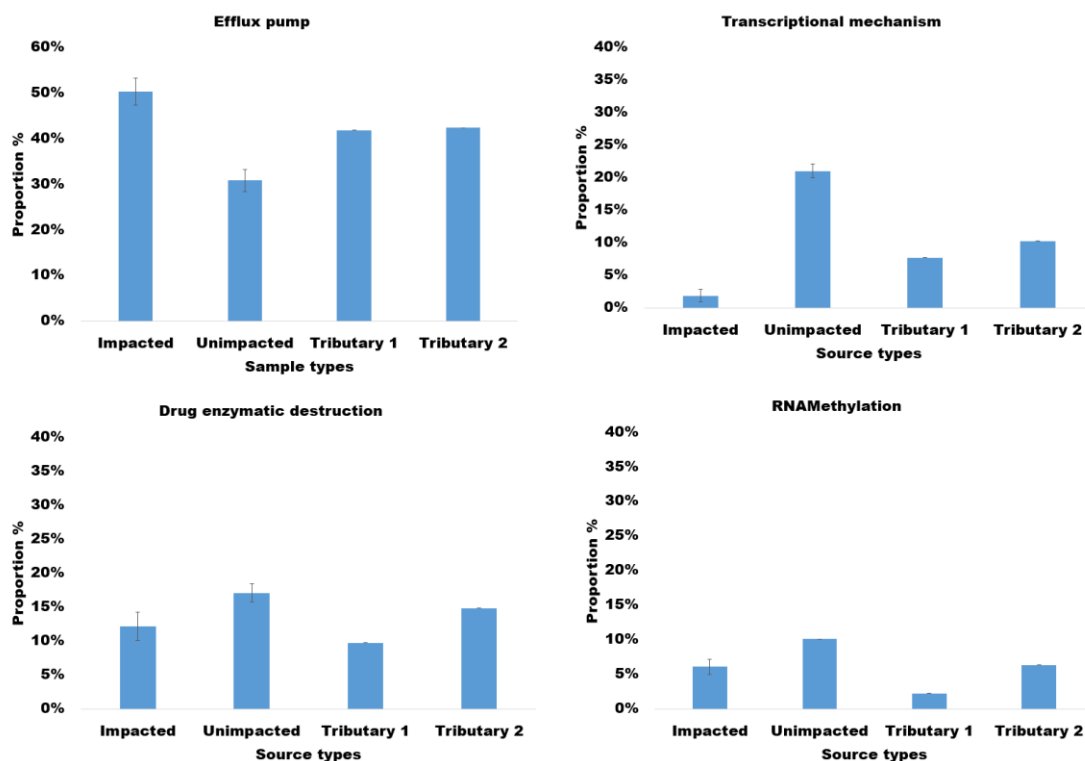 Efflux pump
60%
50%
40%
30%
20%
10%
0%
Proportion %
Impacted Unimpacted Tributary 1 Tributary 2
Sample types
Transcriptional mechanism
40%
35%
30%
25%
20%
15%
10%
5%
0%
Proportion %
Impacted Unimpacted Tributary 1 Tributary 2
Source types
Drug enzymatic destruction
40%
35%
30%
25%
20%
15%
10%
5%
0%
Proportion %
Impacted Unimpacted Tributary 1 Tributary 2
Source types
RNAMethylation
40%
35%
30%
25%
20%
15%
10%
5%
0%
Proportion %
Impacted Unimpacted Tributary 1 Tributary 2
Source types